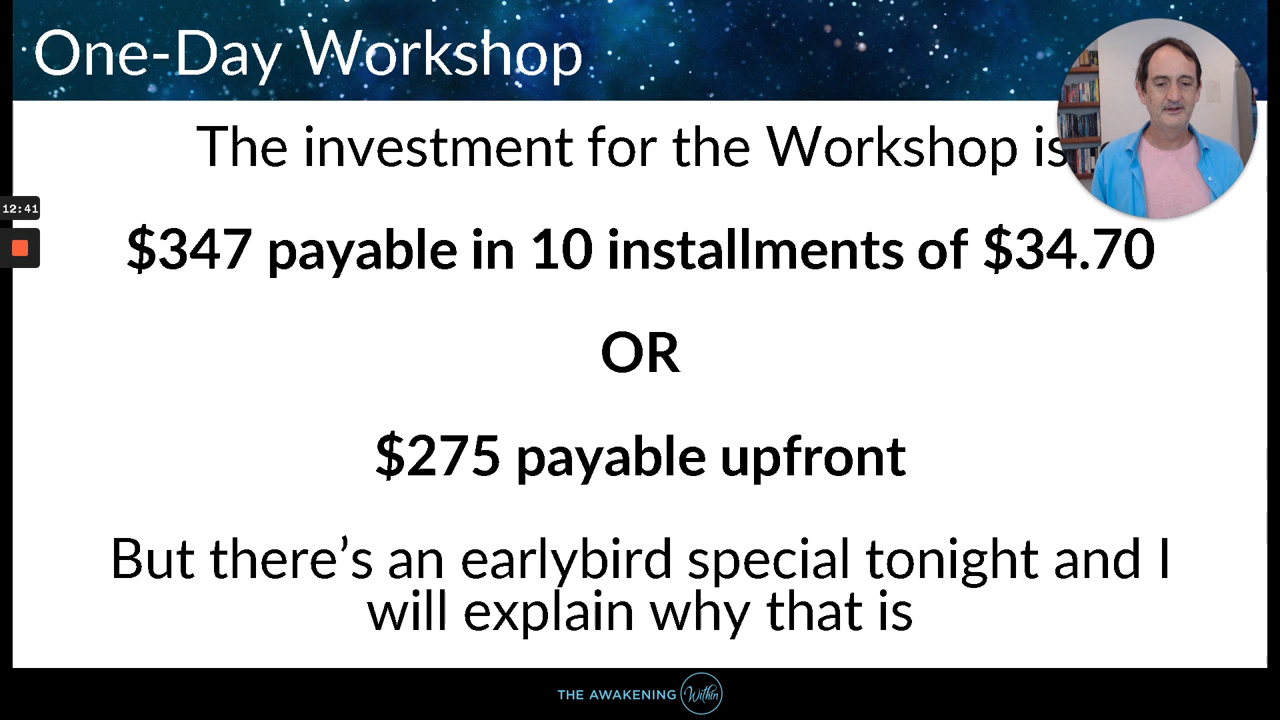 One-Day Workshop
The investment for the Workshop is
12:41
$347 payable in 10 installments of $34.70
OR
$275 payable upfront
But there’s an earlybird special tonight and I
will explain why that is
THE AWAKENING Within